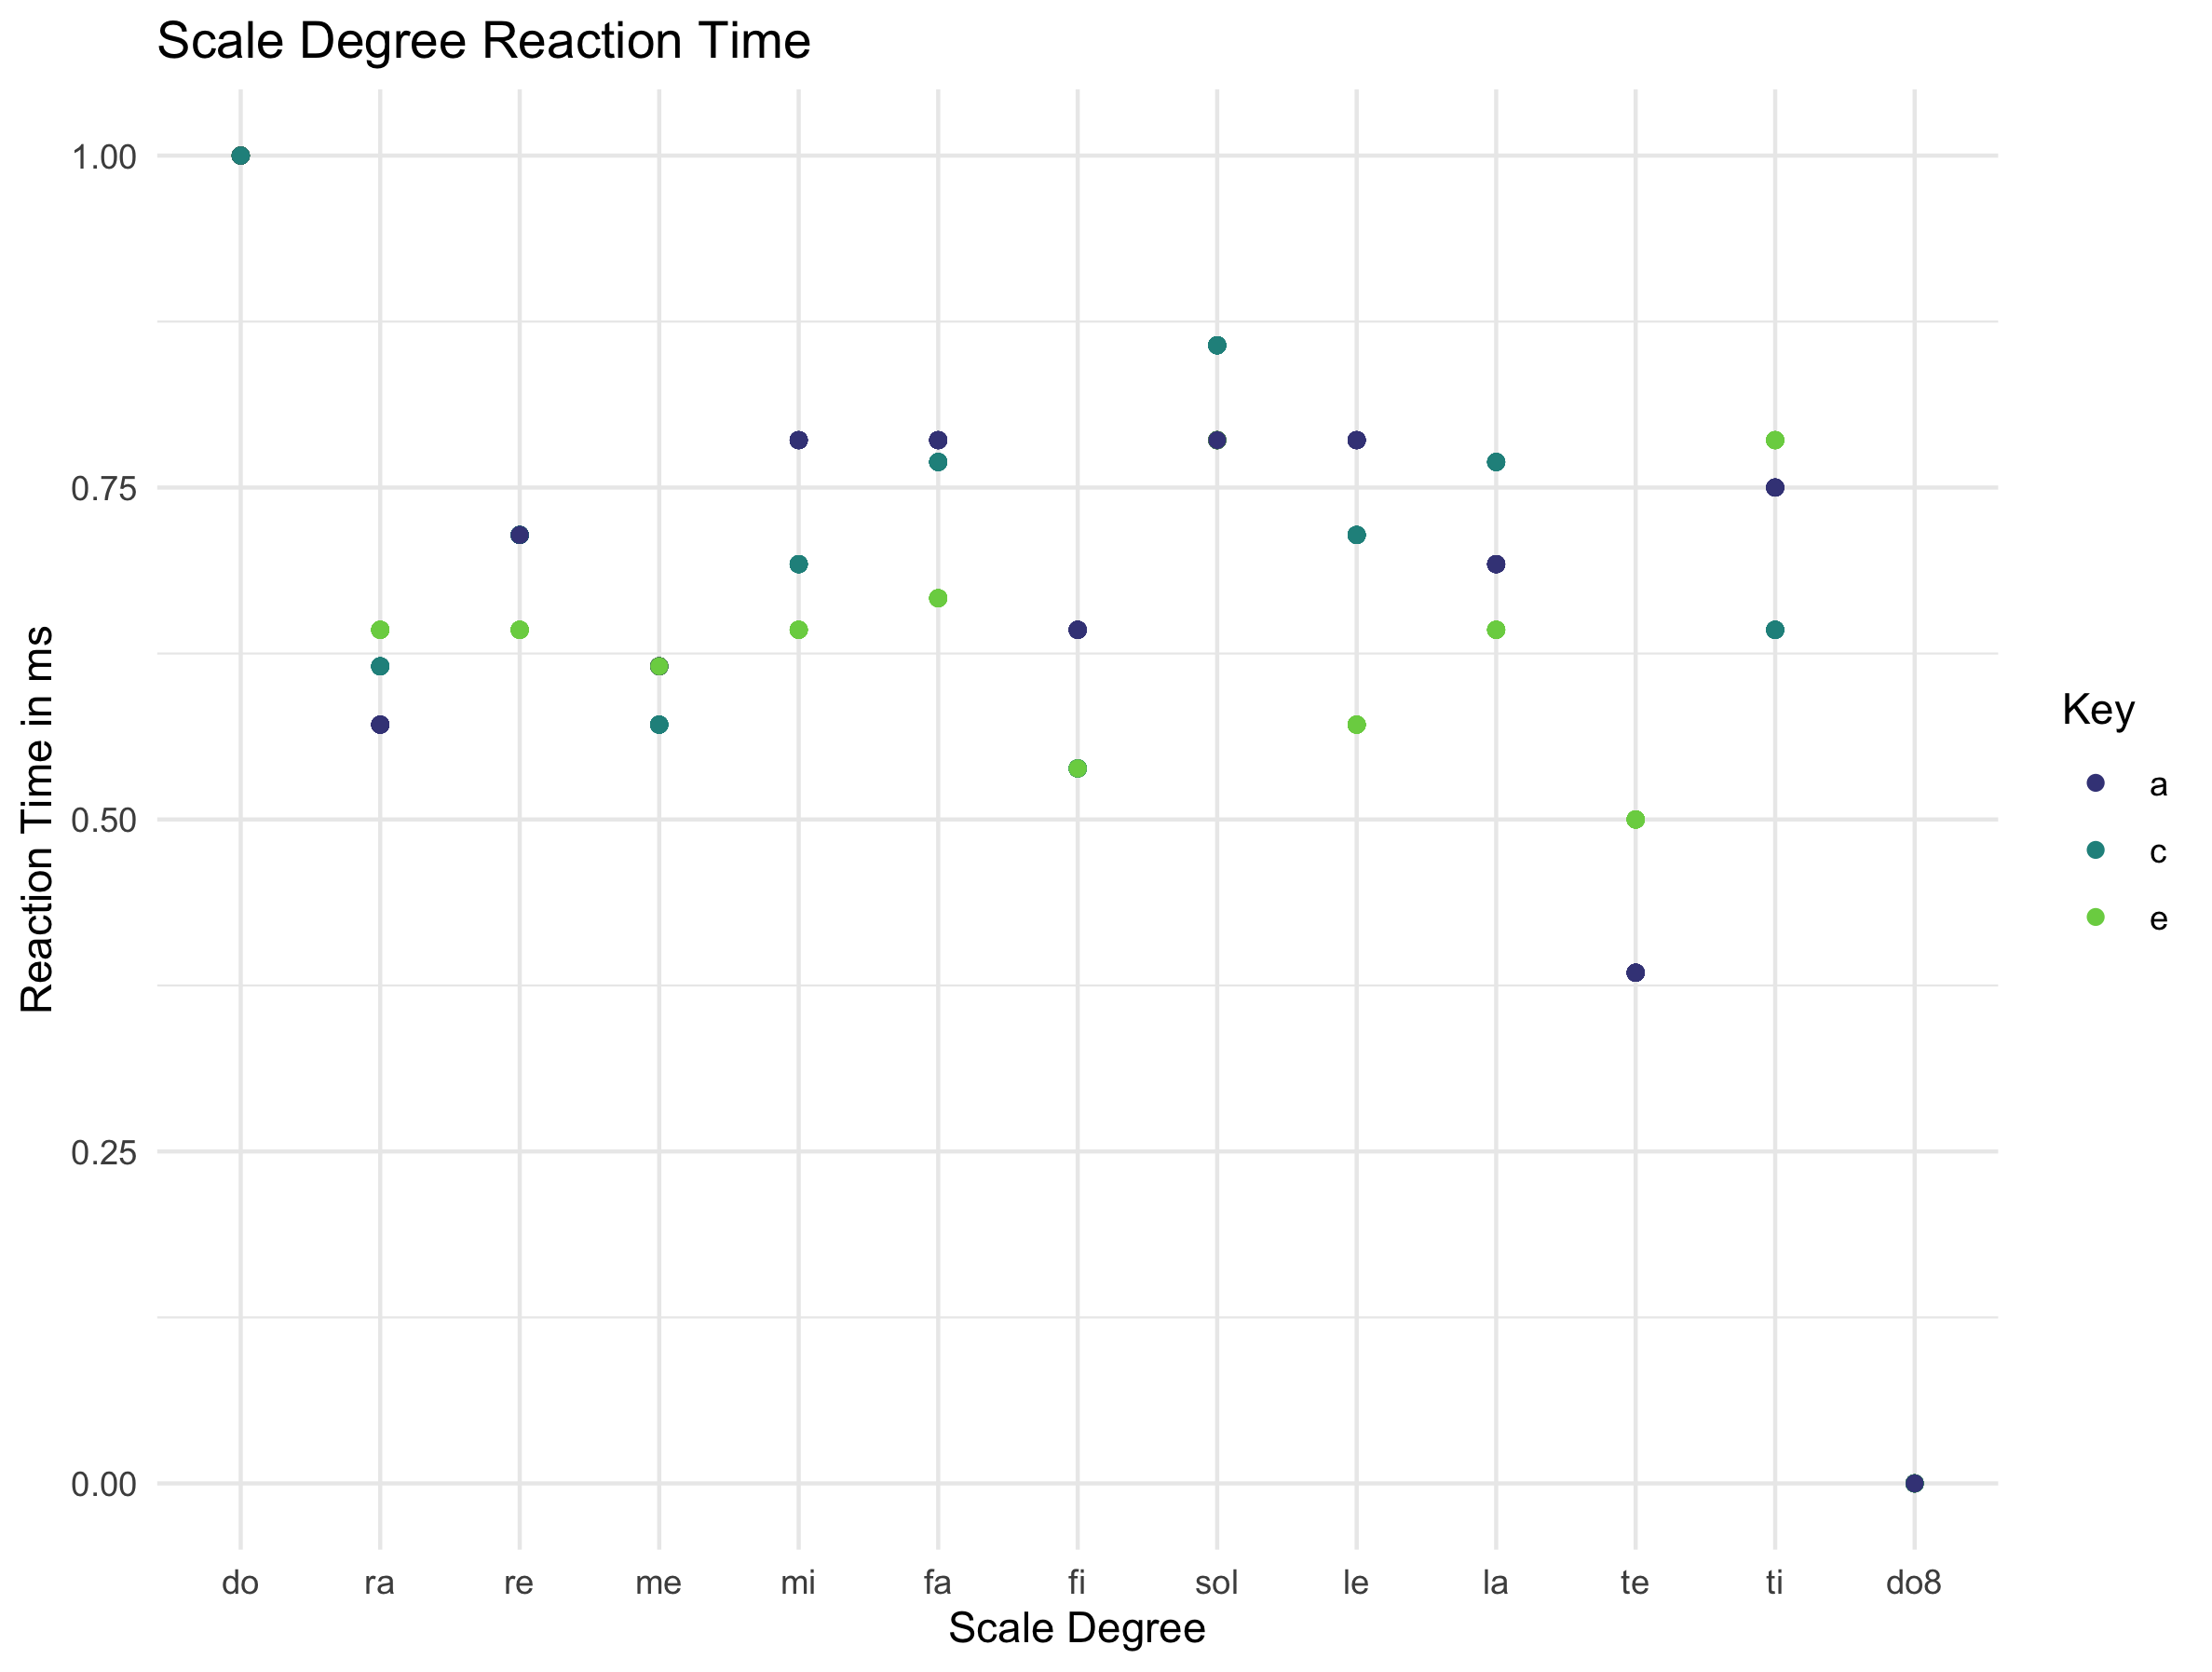 Scale Degree Reaction Time
1.00
0.75
0.50
0.25
0.00
Reaction Time in ms
do ra re me mi fa fi sol le la te ti do8
Scale Degree
Key
a
c
e